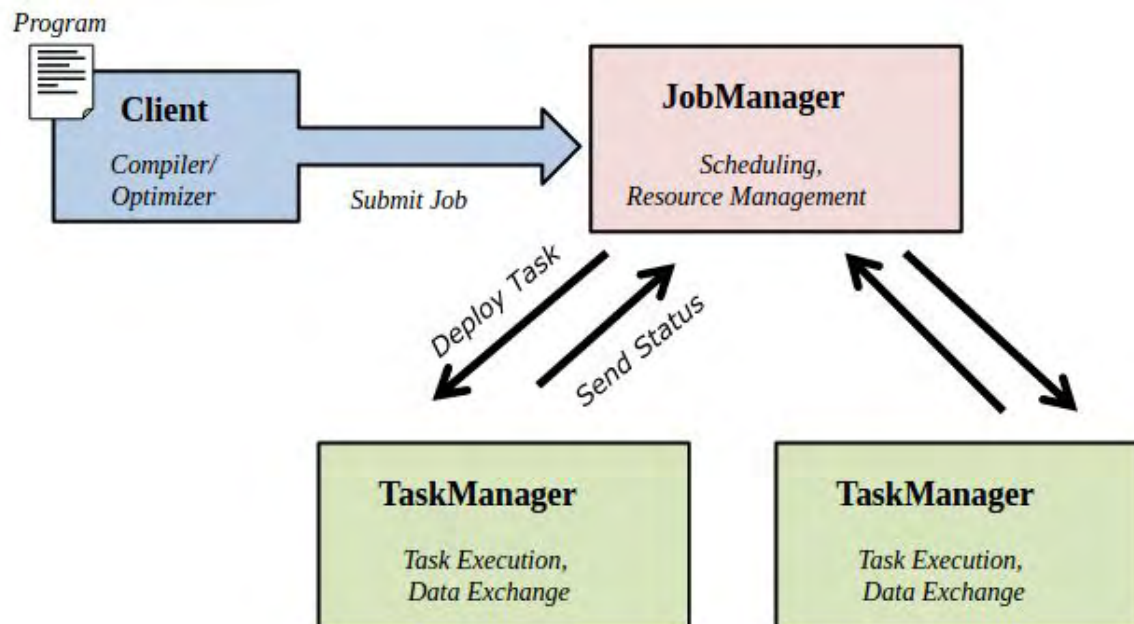 Program
Client
Compiler/
Optimizer
Submit Job
JobManager
Scheduling,
Resource Management
Deploy Task
Send Status
TaskManager
Task Execution,
Data Exchange
TaskManager
Task Execution,
Data Exchange